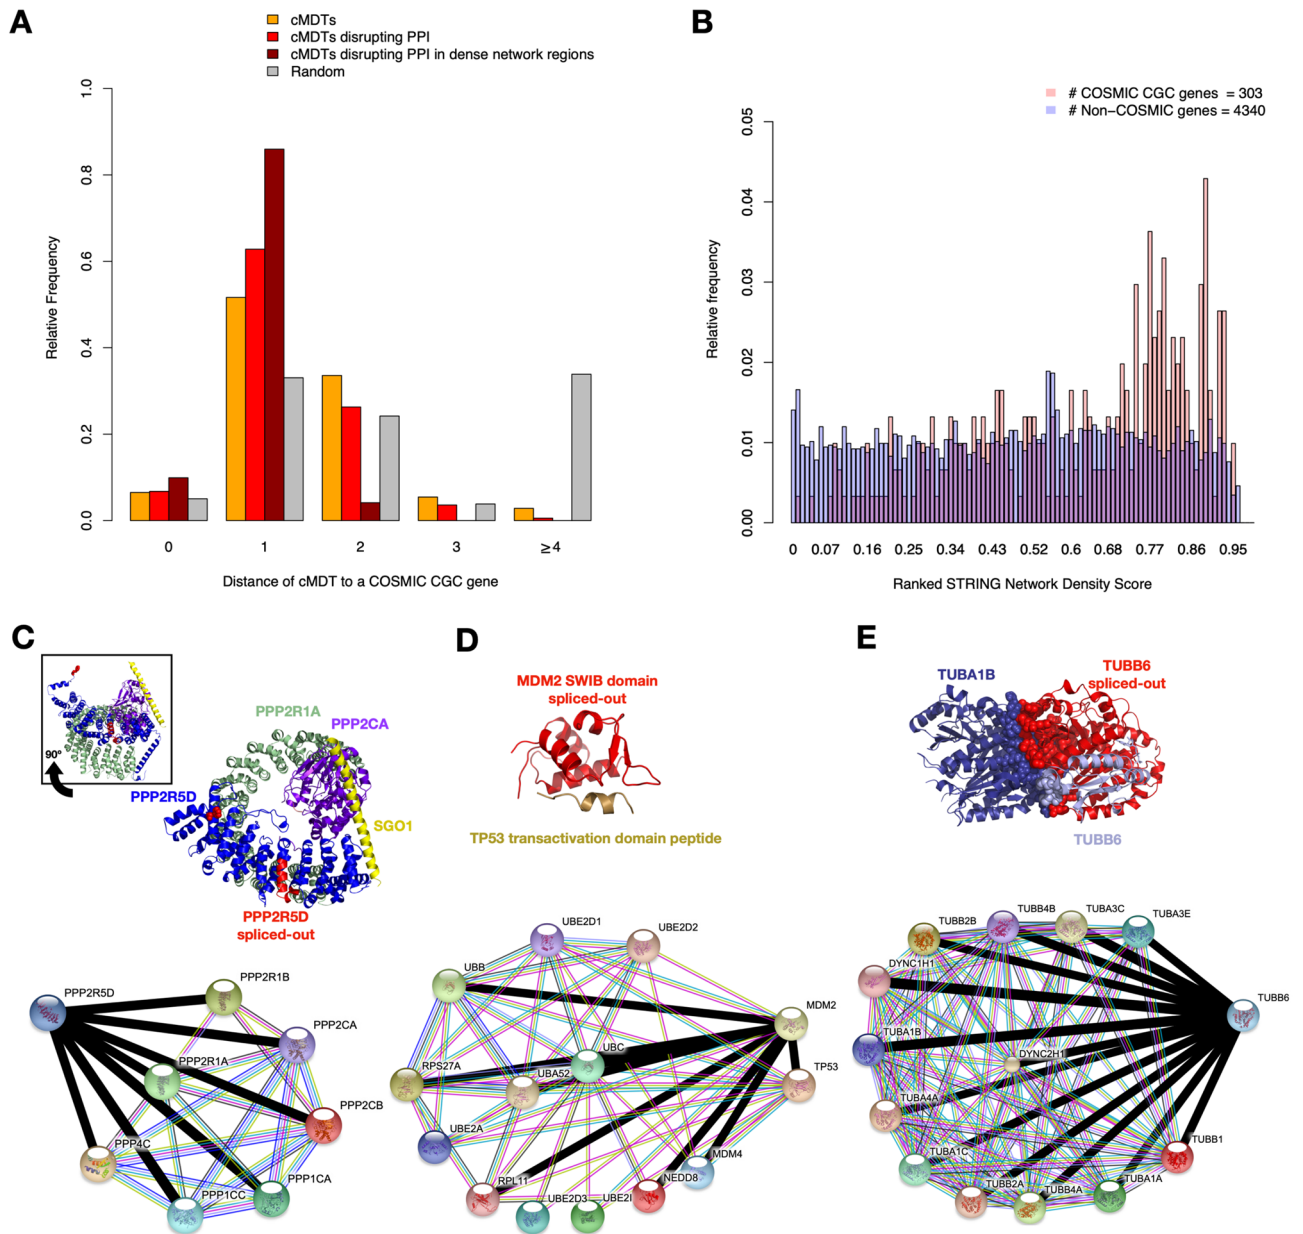 A
cMDTs
cMDTs disrupting PPI
cMDTs disrupting PPI in dense network regions
Random
Relative Frequency
1.0
0.8
0.6
0.4
0.2
0.0
0 1 2 3 ≥4
Distance of cMDT to a COSMIC CGC gene
B
# COSMIC CGC genes = 303
# Non−COSMIC genes = 4340
Relative frequency
0.05
0.04
0.03
0.02
0.01
0.00
0 0.07 0.16 0.25 0.34 0.43 0.52 0.6 0.68 0.77 0.86 0.95
Ranked STRING Network Density Score
C
90°
PPP2R1A
PPP2CA
PPP2R5D
SGO1
PPP2R5D
spliced-out
PPP2R5D
PPP2R1B
PPP2CA
PPP2R1A
PPP2CB
PPP4C
PPP1CA
PPP1CC
D
MDM2 SWIB domain
spliced-out
TP53 transactivation domain peptide
UBE2D1
UBE2D2
UBB
MDM2
UBC
RPS27A
UBA52
TP53
UBE2A
MDM4
RPL11
NEDD8
UBE2D3
UBE2I
E
TUBA1B
TUBB6
spliced-out
TUBB6
TUBB2B
TUBB4B
TUBA3C
TUBA3E
DYNC1H1
TUBB6
TUBA1B
DYNC2H1
TUBA4A
TUBB1
TUBA1C
TUBB2A
TUBB4A
TUBA1A